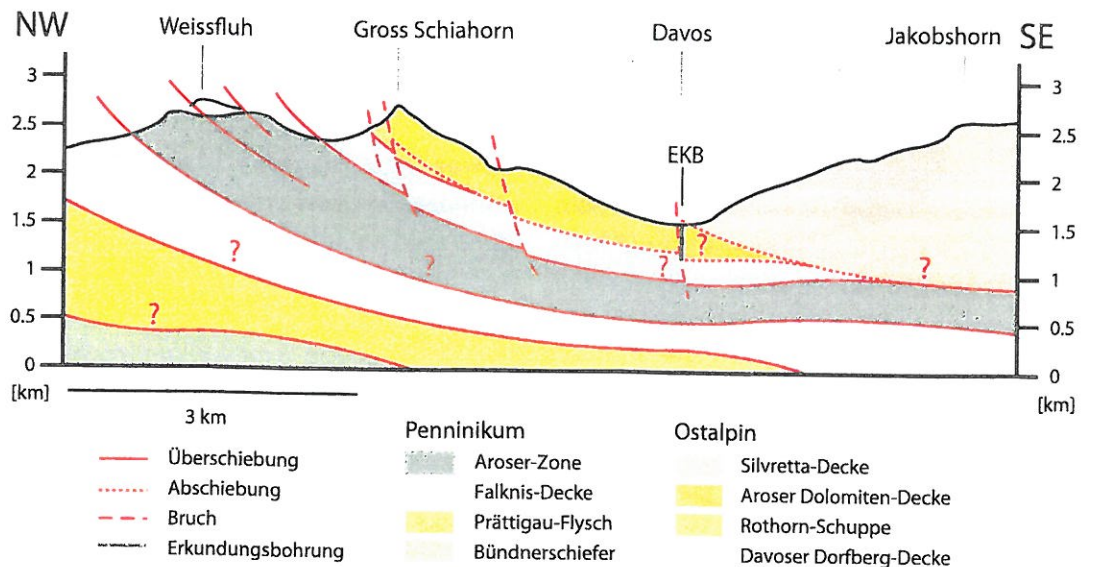 NW
Weissfluh
Gross Schiahorn
Davos
Jakobshorn
SE
3
2.5
2
1.5
1
0.5
0
[km]
3
2.5
2
1.5
1
0.5
0
[km]
EKB
?
?
?
?
?
?
3 km
Überschiebung
Abschiebung
Bruch
Erkundungsbohrung
Penninikum
Aroser-Zone
Falknis-Decke
Prättigau-Flysch
Bündnerschiefer
Ostalpin
Silvretta-Decke
Aroser Dolomiten-Decke
Rothorn-Schuppe
Davoser Dorfberg-Decke